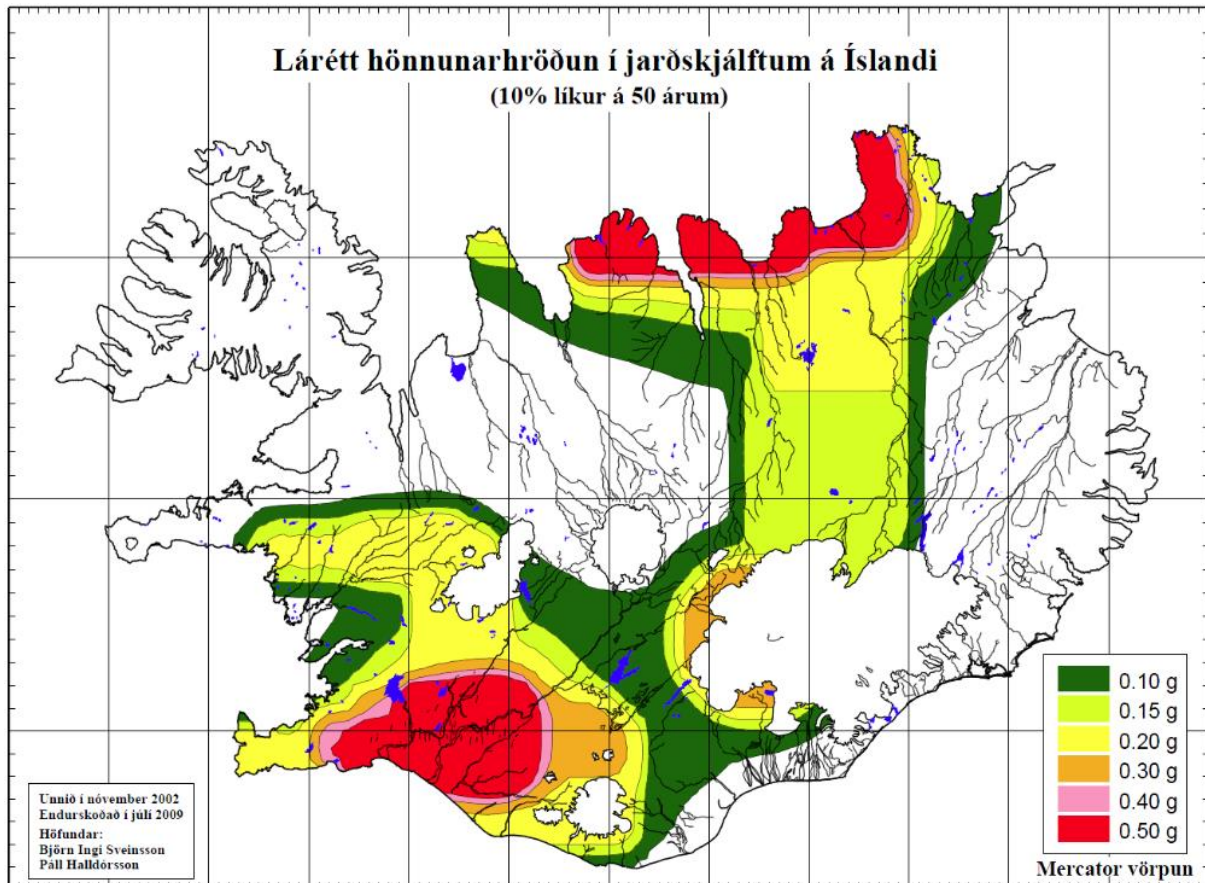 Lárétt hönnunarhröðun í jarðskjálftum á Íslandi
(10% líkur á 50 árum)
0.10 g
0.15 g
0.20 g
0.30 g
0.40 g
0.50 g
Unnið í nóvember 2002
Endurskoðað í júlí 2009
Höfundar:
Björn Ingi Sveinsson
Páll Halldórsson
Mercator vörpun